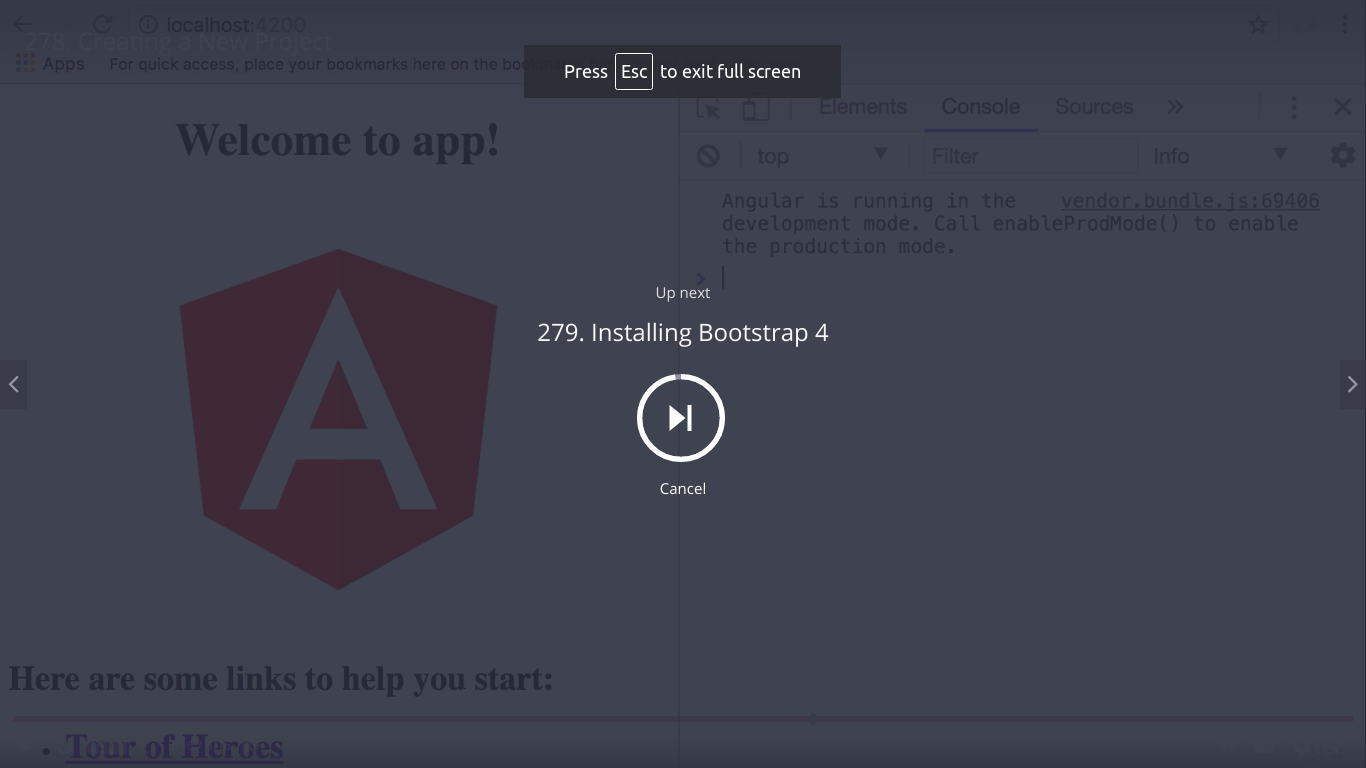 localhost:4200
278. Creating a New Project
Apps For quick access, place your bookmarks here on the boo
Press Esc to exit full screen
Elements Console Sources »
top Filter Info
Welcome to app!
Angular is running in the vendor.bundle.js:69406
development mode. Call enableProdMode() to enable
the production mode.
>
Up next
279. Installing Bootstrap 4
Cancel
Here are some links to help you start:
• Tour of Heroes